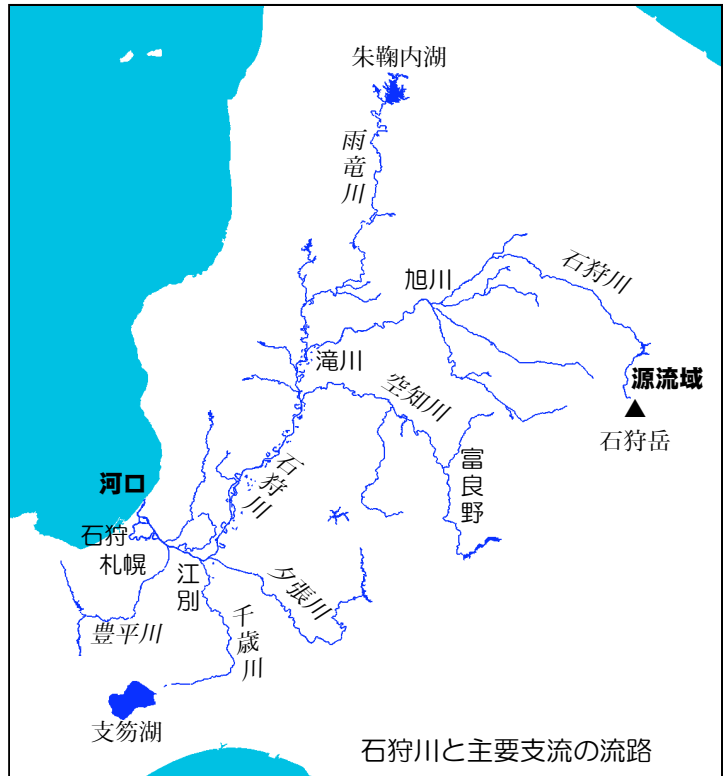 朱鞠内湖
雨竜川
石狩川
旭川
滝川
源流域
空知川
石狩岳
富良野
石狩川
河口
石狩
札幌
江別
夕張川
千歳川
豊平川
支笏湖
石狩川と主要支流の流路